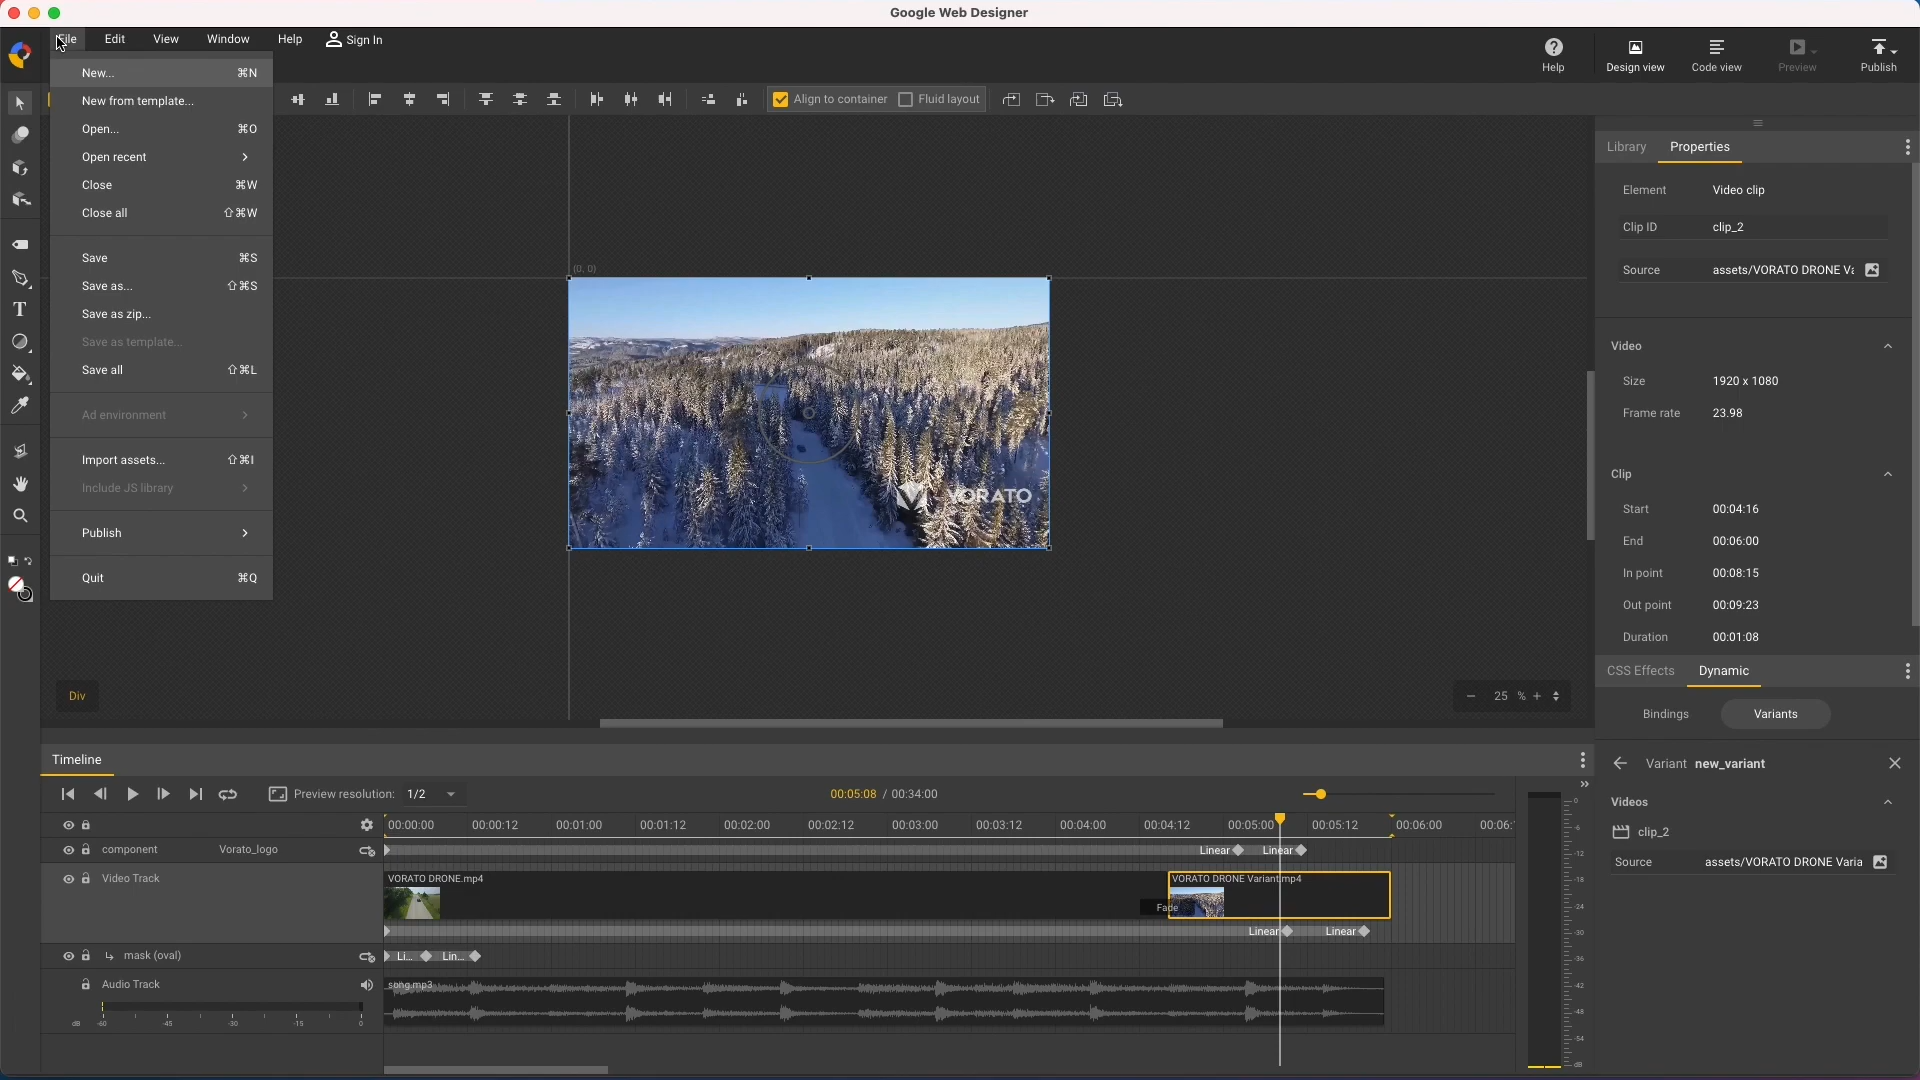 Google Web Designer
File Edit View Window Help Sign In
Help Design view Code view Preview Publish
New... ⌘N
New from template...
Open... ⌘O
Open recent
Close ⌘W
Close all ⇧⌘W
Save ⌘S
Save as... ⇧⌘S
Save as zip...
Save as template...
Save all ⇧⌘L
Ad environment
Import assets... ⇧⌘I
Include JS library
Publish
Quit ⌘Q
Align to container Fluid layout
(0, 0)
VORATO
Div
25 %
Library Properties
Element Video clip
Clip ID clip_2
Source assets/VORATO DRONE Va
Video
Size 1920 x 1080
Frame rate 23.98
Clip
Start 00:04:16
End 00:06:00
In point 00:08:15
Out point 00:09:23
Duration 00:01:08
CSS Effects Dynamic
Bindings Variants
Variant new_variant
Videos
clip_2
Source assets/VORATO DRONE Varia
Timeline
Preview resolution: 1/2 00:05:08 / 00:34:00
00:00:00 00:00:12 00:01:00 00:01:12 00:02:00 00:02:12 00:03:00 00:03:12 00:04:00 00:04:12 00:05:00 00:05:12 00:06:00 00:06:
component Vorato_logo Linear Linear
Video Track VORATO DRONE.mp4 VORATO DRONE Variant.mp4
Fade
Linear Linear
mask (oval) Li... Lin...
Audio Track song.mp3
dB -60 -45 -30 -15 0
0
-6
-12
-18
-24
-30
-36
-42
-48
-54
dB